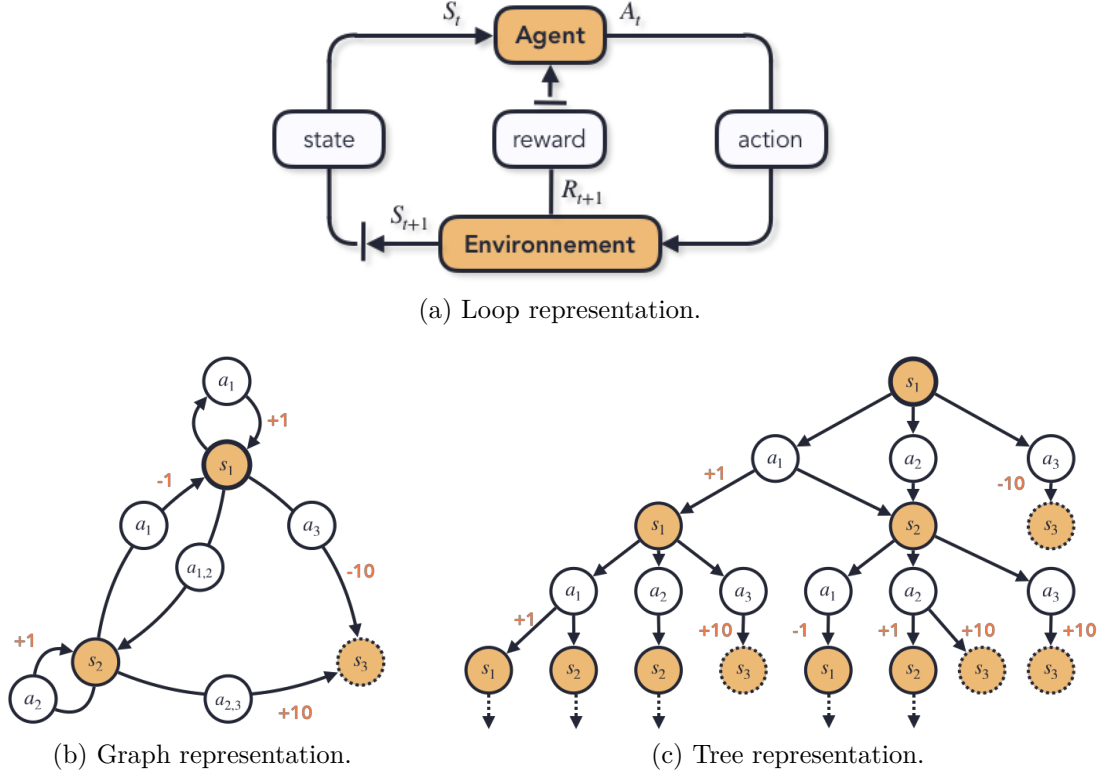 S_t A_t
Agent
state reward action
R_{t+1}
S_{t+1}
Environnement
(a) Loop representation.
a_1
+1
s_1
-1
a_1
a_3
a_{1,2}
-10
+1
s_2
s_3
a_2
a_{2,3}
+10
(b) Graph representation.
s_1
a_1 a_2 a_3
+1 -10
s_1 s_2 s_3
a_1 a_2 a_3 a_1 a_2 a_3
+1 +10 -1 +1 +10 +10
s_1 s_2 s_2 s_3 s_1 s_2 s_3 s_3
(c) Tree representation.